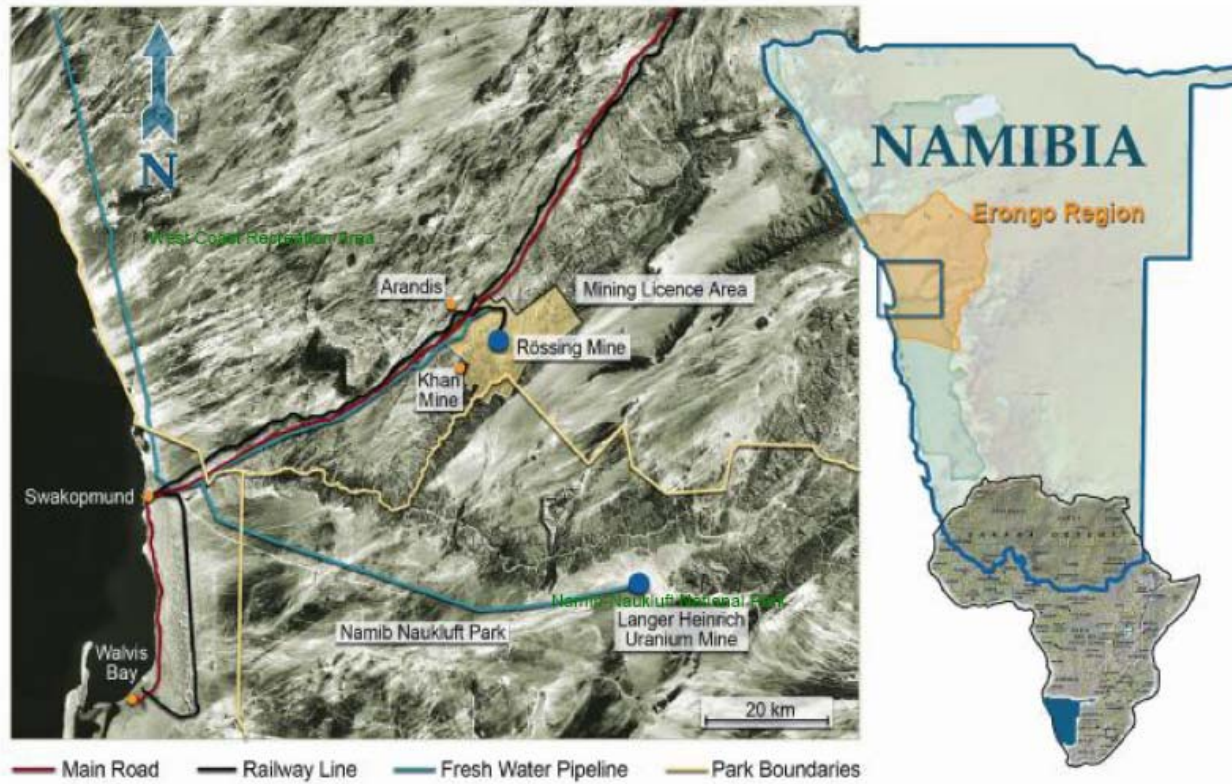 N
West Coast Recreation Area
Arandis
Mining Licence Area
Rössing Mine
Khan
Mine
Swakopmund
Namib Naukluft National Park
Langer Heinrich
Uranium Mine
Namib Naukluft Park
Walvis
Bay
20 km
Main Road
Railway Line
Fresh Water Pipeline
Park Boundaries
NAMIBIA
Erongo Region